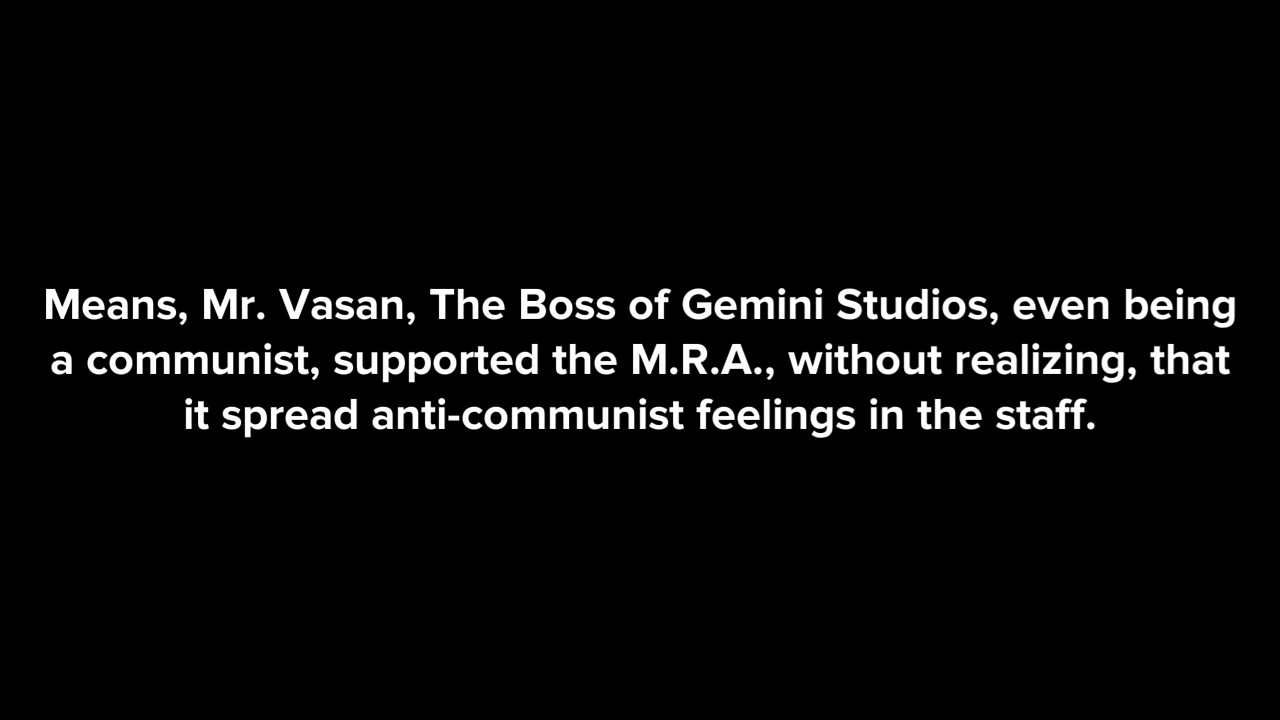 Means, Mr. Vasan, The Boss of Gemini Studios, even being
a communist, supported the M.R.A., without realizing, that
it spread anti-communist feelings in the staff.